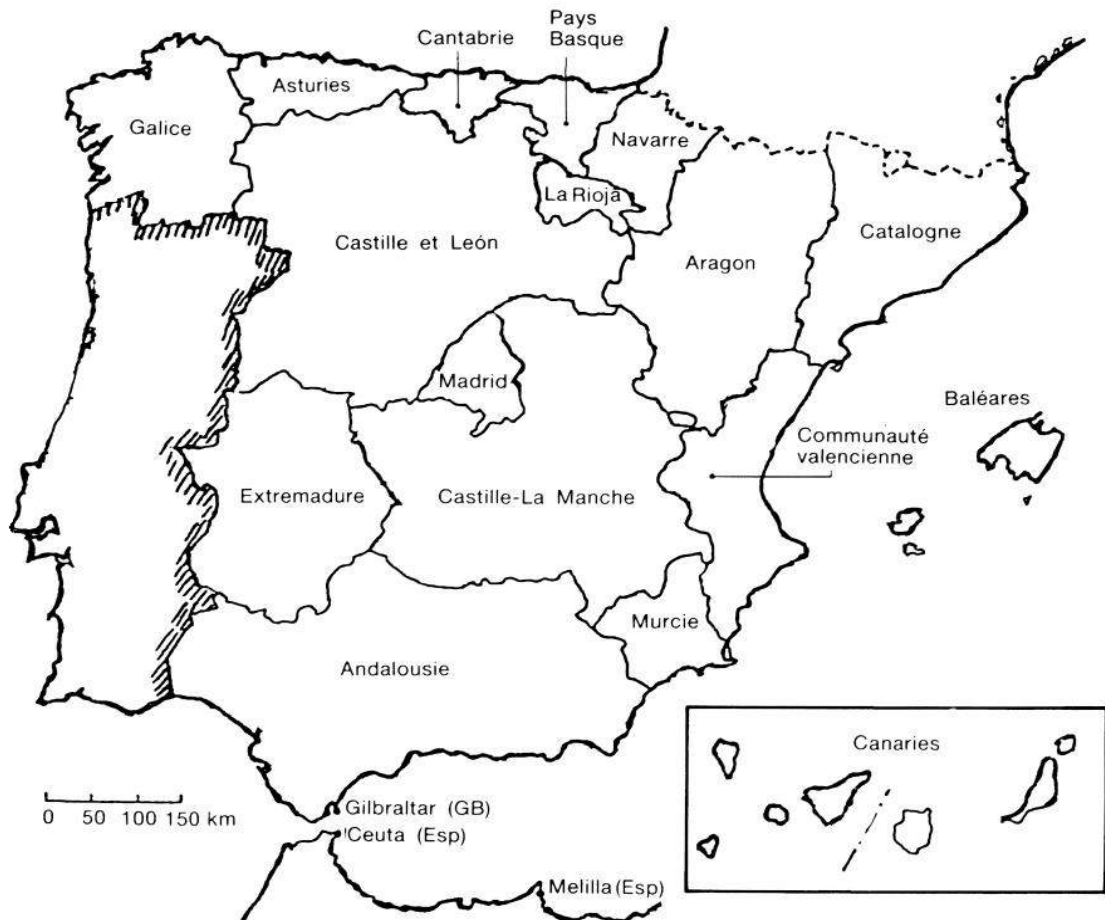 Pays
Basque
Cantabrie
Asturies
Galice
Navarre
La Rioja
Castille et León
Catalogne
Aragon
Madrid
Baléares
Communauté
valencienne
Extremadure
Castille-La Manche
Murcie
Andalousie
Canaries
0 50 100 150 km
Gilbraltar (GB)
Ceuta (Esp)
Melilla (Esp)